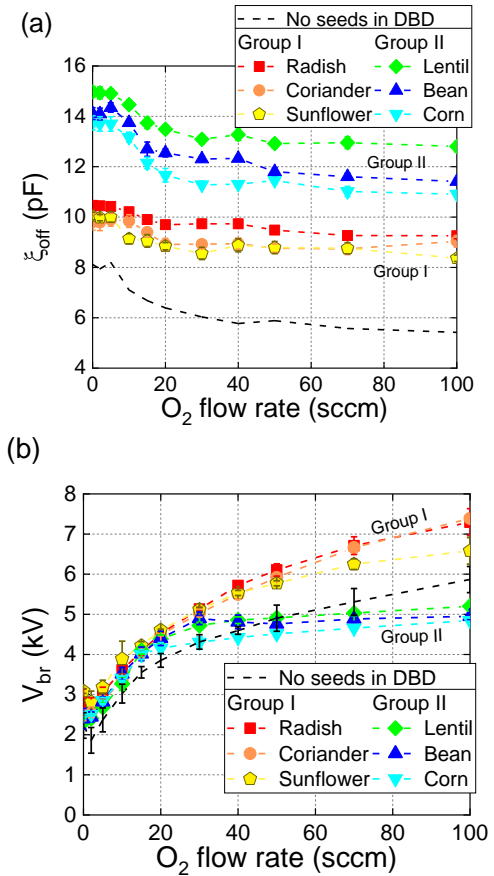 (a)
No seeds in DBD
Group I Group II
Radish Lentil
Coriander Bean
Sunflower Corn
16
14
12
10
8
6
4
ξoff (pF)
Group II
Group I
0 20 40 60 80 100
O2 flow rate (sccm)
(b)
8
7
6
5
4
3
2
1
0
Vbr (kV)
Group I
Group II
No seeds in DBD
Group I Group II
Radish Lentil
Coriander Bean
Sunflower Corn
0 20 40 60 80 100
O2 flow rate (sccm)